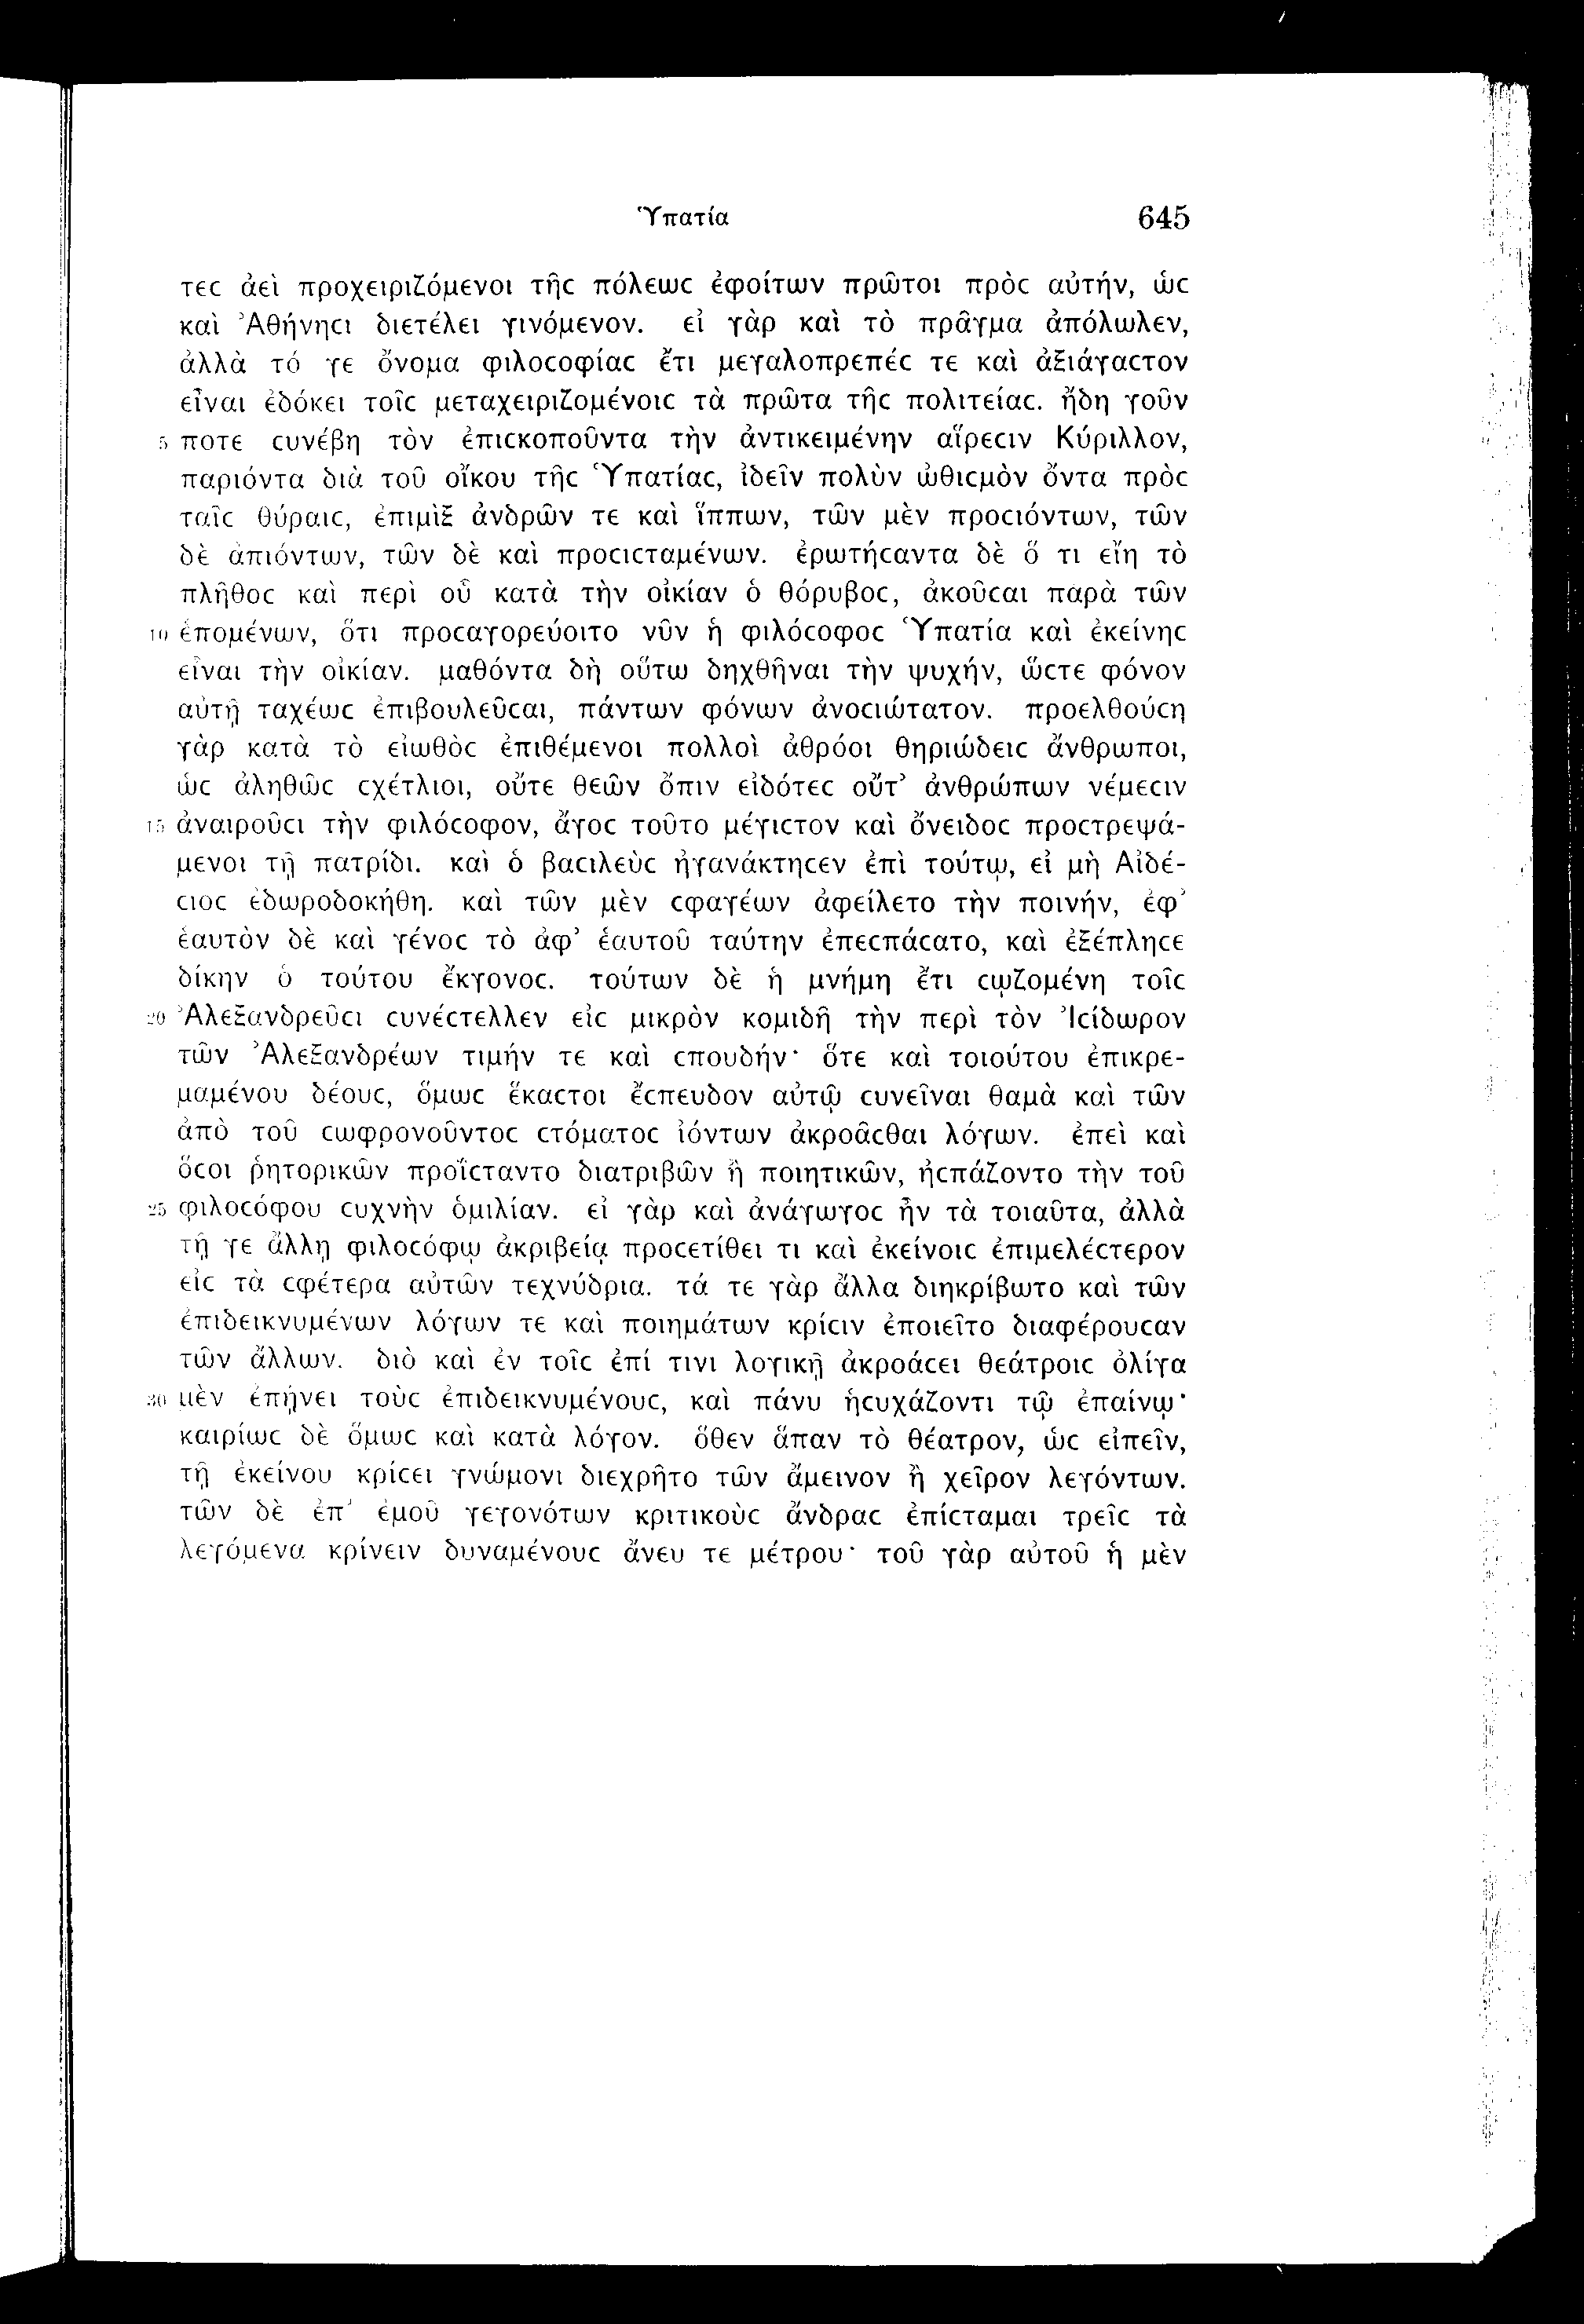 Ὑπατία 645
τεϲ ἀεὶ προχειριζόμενοι τῆϲ πόλεωϲ ἐφοίτων πρῶτοι πρὸϲ αὐτήν, ὡϲ
καὶ Ἀθήνηϲι διετέλει γινόμενον. εἰ γὰρ καὶ τὸ πρᾶγμα ἀπόλωλεν,
ἀλλὰ τό γε ὄνομα φιλοϲοφίαϲ ἔτι μεγαλοπρεπέϲ τε καὶ ἀξιάγαϲτον
εἶναι ἐδόκει τοῖϲ μεταχειριζομένοιϲ τὰ πρῶτα τῆϲ πολιτείαϲ. ἤδη γοῦν
5 ποτε ϲυνέβη τὸν ἐπιϲκοποῦντα τὴν ἀντικειμένην αἵρεϲιν Κύριλλον,
παριόντα διὰ τοῦ οἴκου τῆϲ Ὑπατίαϲ, ἰδεῖν πολὺν ὠθιϲμὸν ὄντα πρὸϲ
ταῖϲ θύραιϲ, ἐπιμὶξ ἀνδρῶν τε καὶ ἵππων, τῶν μὲν προϲιόντων, τῶν
δὲ ἀπιόντων, τῶν δὲ καὶ προϲιϲταμένων. ἐρωτήϲαντα δὲ ὅ τι εἴη τὸ
πλῆθοϲ καὶ περὶ οὗ κατὰ τὴν οἰκίαν ὁ θόρυβοϲ, ἀκοῦϲαι παρὰ τῶν
10 ἑπομένων, ὅτι προϲαγορεύοιτο νῦν ἡ φιλόϲοφοϲ Ὑπατία καὶ ἐκείνηϲ
εἶναι τὴν οἰκίαν. μαθόντα δὴ οὕτω δηχθῆναι τὴν ψυχήν, ὥϲτε φόνον
αὐτῇ ταχέωϲ ἐπιβουλεῦϲαι, πάντων φόνων ἀνοϲιώτατον. προελθούϲῃ
γὰρ κατὰ τὸ εἰωθὸϲ ἐπιθέμενοι πολλοὶ ἀθρόοι θηριώδειϲ ἄνθρωποι,
ὡϲ ἀληθῶϲ ϲχέτλιοι, οὔτε θεῶν ὄπιν εἰδότεϲ οὔτ’ ἀνθρώπων νέμεϲιν
15 ἀναιροῦϲι τὴν φιλόϲοφον, ἄγοϲ τοῦτο μέγιϲτον καὶ ὄνειδοϲ προϲτρεψά-
μενοι τῇ πατρίδι. καὶ ὁ βαϲιλεὺϲ ἠγανάκτηϲεν ἐπὶ τούτῳ, εἰ μὴ Αἰδέ-
ϲιοϲ ἐδωροδοκήθη. καὶ τῶν μὲν ϲφαγέων ἀφείλετο τὴν ποινήν, ἐφ’
ἑαυτὸν δὲ καὶ γένοϲ τὸ ἀφ’ ἑαυτοῦ ταύτην ἐπεϲπάϲατο, καὶ ἐξέπληϲε
δίκην ὁ τούτου ἔκγονοϲ. τούτων δὲ ἡ μνήμη ἔτι ϲῳζομένη τοῖϲ
20 Ἀλεξανδρεῦϲι ϲυνέϲτελλεν εἰϲ μικρὸν κομιδῆ τὴν περὶ τὸν Ἰϲίδωρον
τῶν Ἀλεξανδρέων τιμήν τε καὶ ϲπουδήν· ὅτε καὶ τοιούτου ἐπικρε-
μαμένου δέουϲ, ὅμωϲ ἕκαϲτοι ἔϲπευδον αὐτῷ ϲυνεῖναι θαμὰ καὶ τῶν
ἀπὸ τοῦ ϲωφρονοῦντοϲ ϲτόματοϲ ἰόντων ἀκροᾶϲθαι λόγων. ἐπεὶ καὶ
ὅϲοι ῥητορικῶν προΐϲταντο διατριβῶν ἢ ποιητικῶν, ἠϲπάζοντο τὴν τοῦ
25 φιλοϲόφου ϲυχνὴν ὁμιλίαν. εἰ γὰρ καὶ ἀνάγωγοϲ ἦν τὰ τοιαῦτα, ἀλλὰ
τῇ γε ἄλλῃ φιλοϲόφῳ ἀκριβείᾳ προϲετίθει τι καὶ ἐκείνοιϲ ἐπιμελέϲτερον
εἰϲ τὰ ϲφέτερα αὐτῶν τεχνύδρια. τά τε γὰρ ἄλλα διηκρίβωτο καὶ τῶν
ἐπιδεικνυμένων λόγων τε καὶ ποιημάτων κρίϲιν ἐποιεῖτο διαφέρουϲαν
τῶν ἄλλων. διὸ καὶ ἐν τοῖϲ ἐπί τινι λογικῇ ἀκροάϲει θεάτροιϲ ὀλίγα
30 μὲν ἐπῄνει τοὺϲ ἐπιδεικνυμένουϲ, καὶ πάνυ ἡϲυχάζοντι τῷ ἐπαίνῳ·
καιρίωϲ δὲ ὅμωϲ καὶ κατὰ λόγον. ὅθεν ἅπαν τὸ θέατρον, ὡϲ εἰπεῖν,
τῇ ἐκείνου κρίϲει γνώμονι διεχρῆτο τῶν ἄμεινον ἢ χεῖρον λεγόντων.
τῶν δὲ ἐπ’ ἐμοῦ γεγονότων κριτικοὺϲ ἄνδραϲ ἐπίϲταμαι τρεῖϲ τὰ
λεγόμενα κρίνειν δυναμένουϲ ἄνευ τε μέτρου· τοῦ γὰρ αὐτοῦ ἡ μὲν